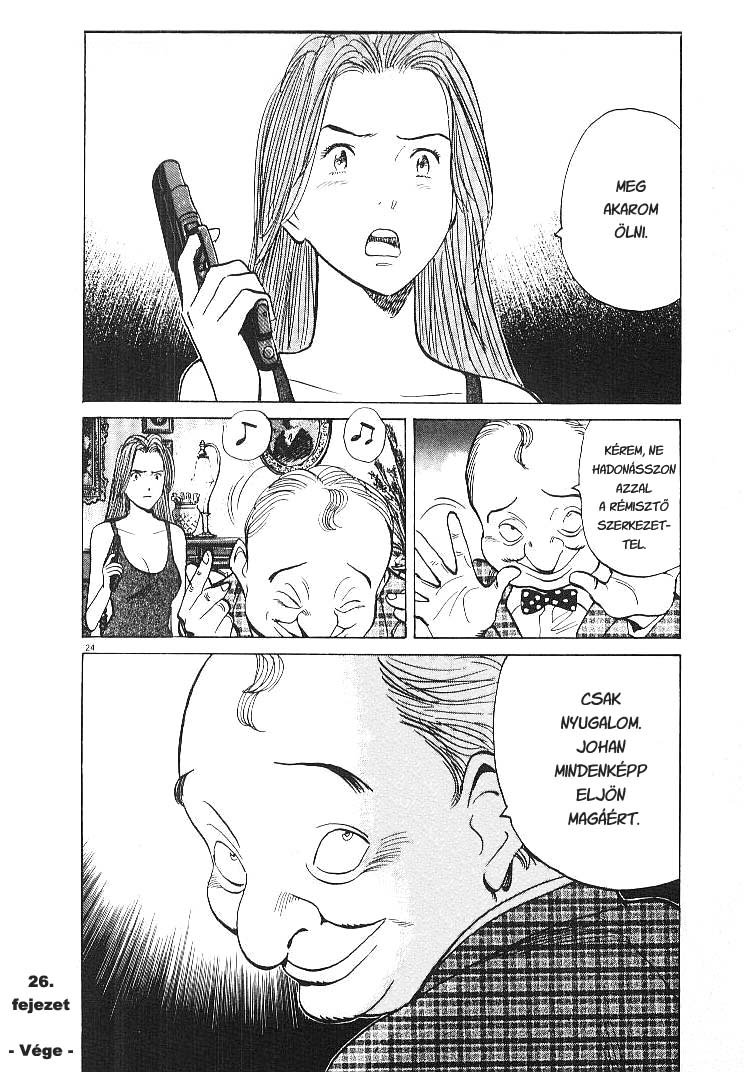 MEG
AKAROM
ÖLNI.
KÉREM, NE
HADONÁSSZON
AZZAL
A RÉMISZTŐ
SZERKEZET-
TEL.
24
CSAK
NYUGALOM.
JOHAN
MINDENKÉPP
ELJÖN
MAGÁÉRT.
26.
fejezet
- Vége -